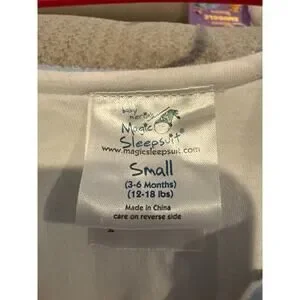 baby merlin's
Magic
Sleepsuit
www.magicsleepsuit.com
Small
(3-6 Months)
(12-18 lbs)
Made in China
care on reverse side